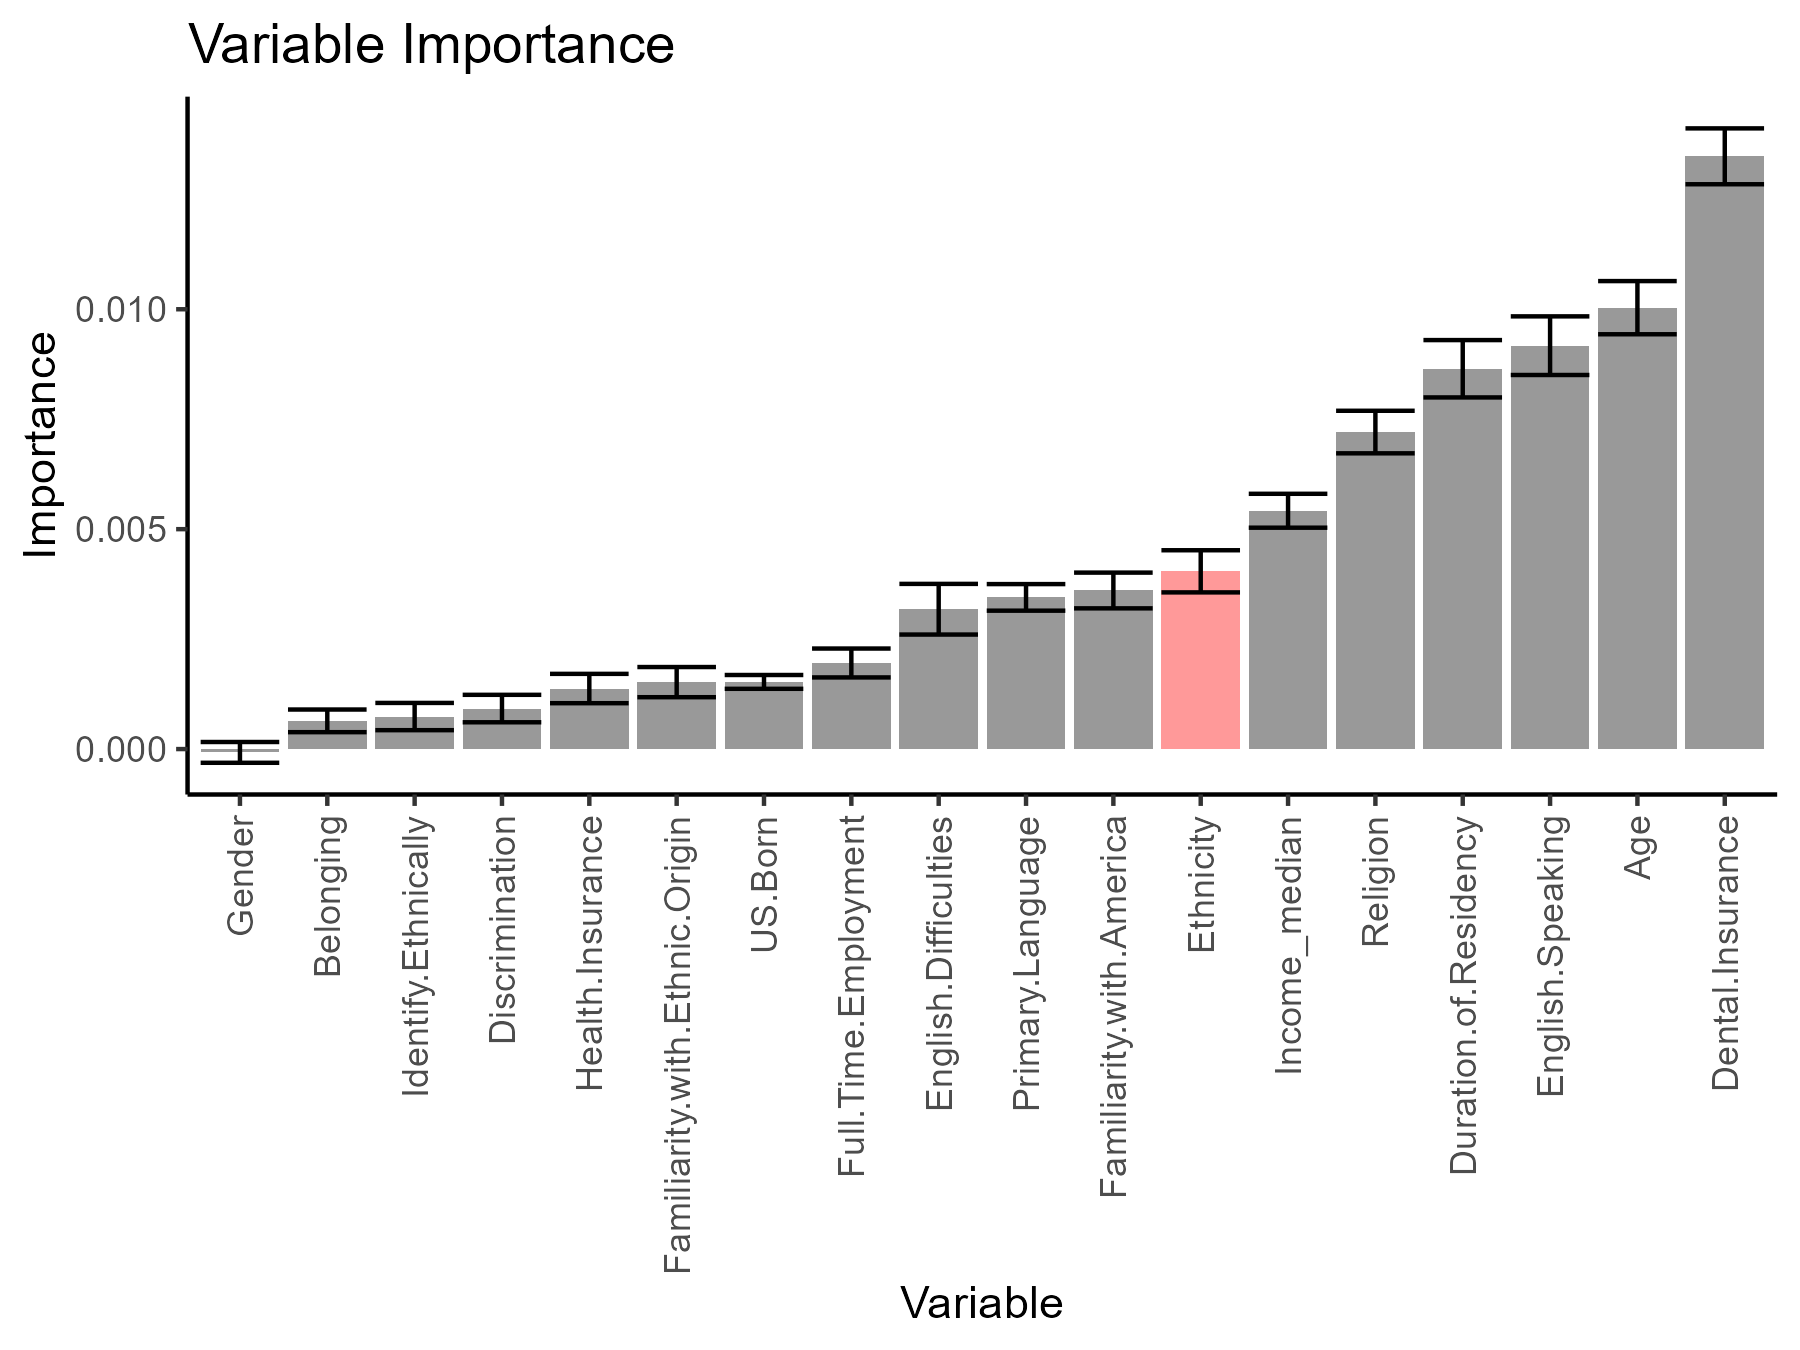 Variable Importance
Importance
0.010
0.005
0.000
Gender
Belonging
Identify.Ethnically
Discrimination
Health.Insurance
Familiarity.with.Ethnic.Origin
US.Born
Full.Time.Employment
English.Difficulties
Primary.Language
Familiarity.with.America
Ethnicity
Income_median
Religion
Duration.of.Residency
English.Speaking
Age
Dental.Insurance
Variable